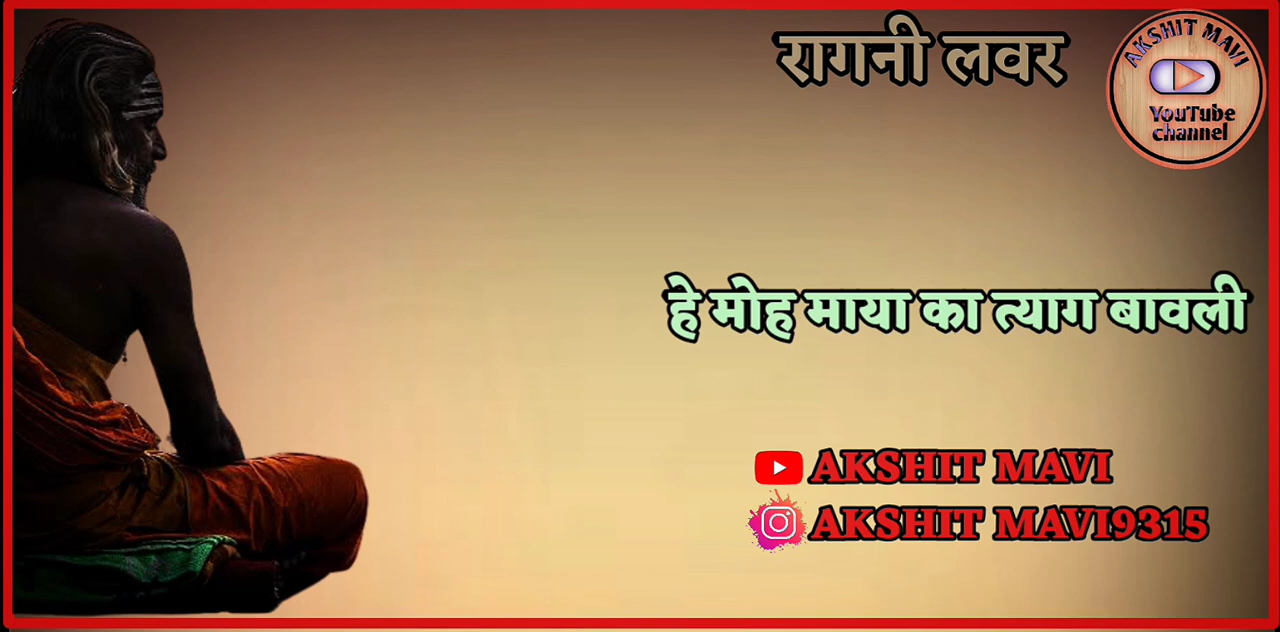 रागनी लवर
AKSHIT MAVI
YouTube
channel
हे मोह माया का त्याग बावली
AKSHIT MAVI
AKSHIT MAVI9315